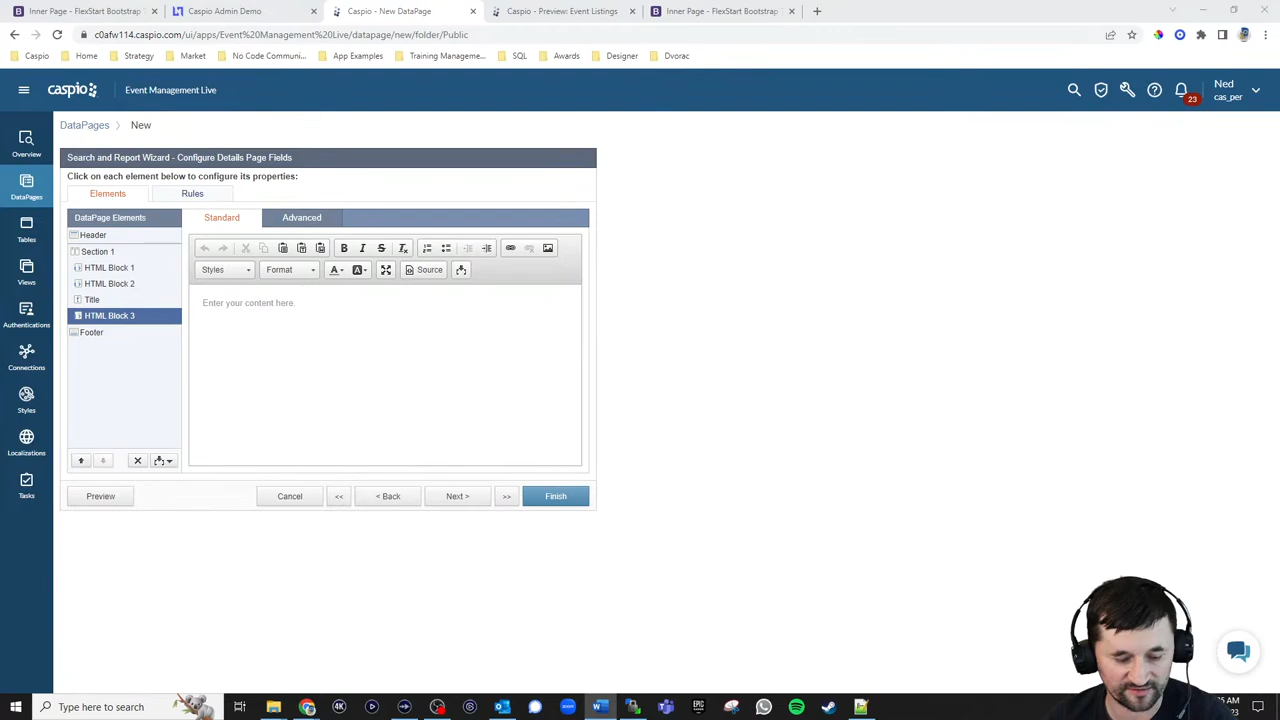 Inner Page - FlexStart Bootstrap
Caspio Admin Demo
Caspio - New DataPage
Caspio - Preview: Event Listings
Inner Page - FlexStart Bootstrap
c0afw114.caspio.com/ui/apps/Event%20Management%20Live/datapage/new/folder/Public
Caspio Home Strategy Market No Code Communi... App Examples Training Manageme... SQL Awards Designer Dvorac
caspio Event Management Live
23
Ned
cas_per
DataPages New
Overview
DataPages
Tables
Views
Authentications
Connections
Styles
Localizations
Tasks
Search and Report Wizard - Configure Details Page Fields
Click on each element below to configure its properties:
Elements Rules
DataPage Elements Standard Advanced
Header
Section 1
HTML Block 1
HTML Block 2
Title
HTML Block 3
Footer
Styles Format Source
Enter your content here.
Preview Cancel << < Back Next > >> Finish
Type here to search